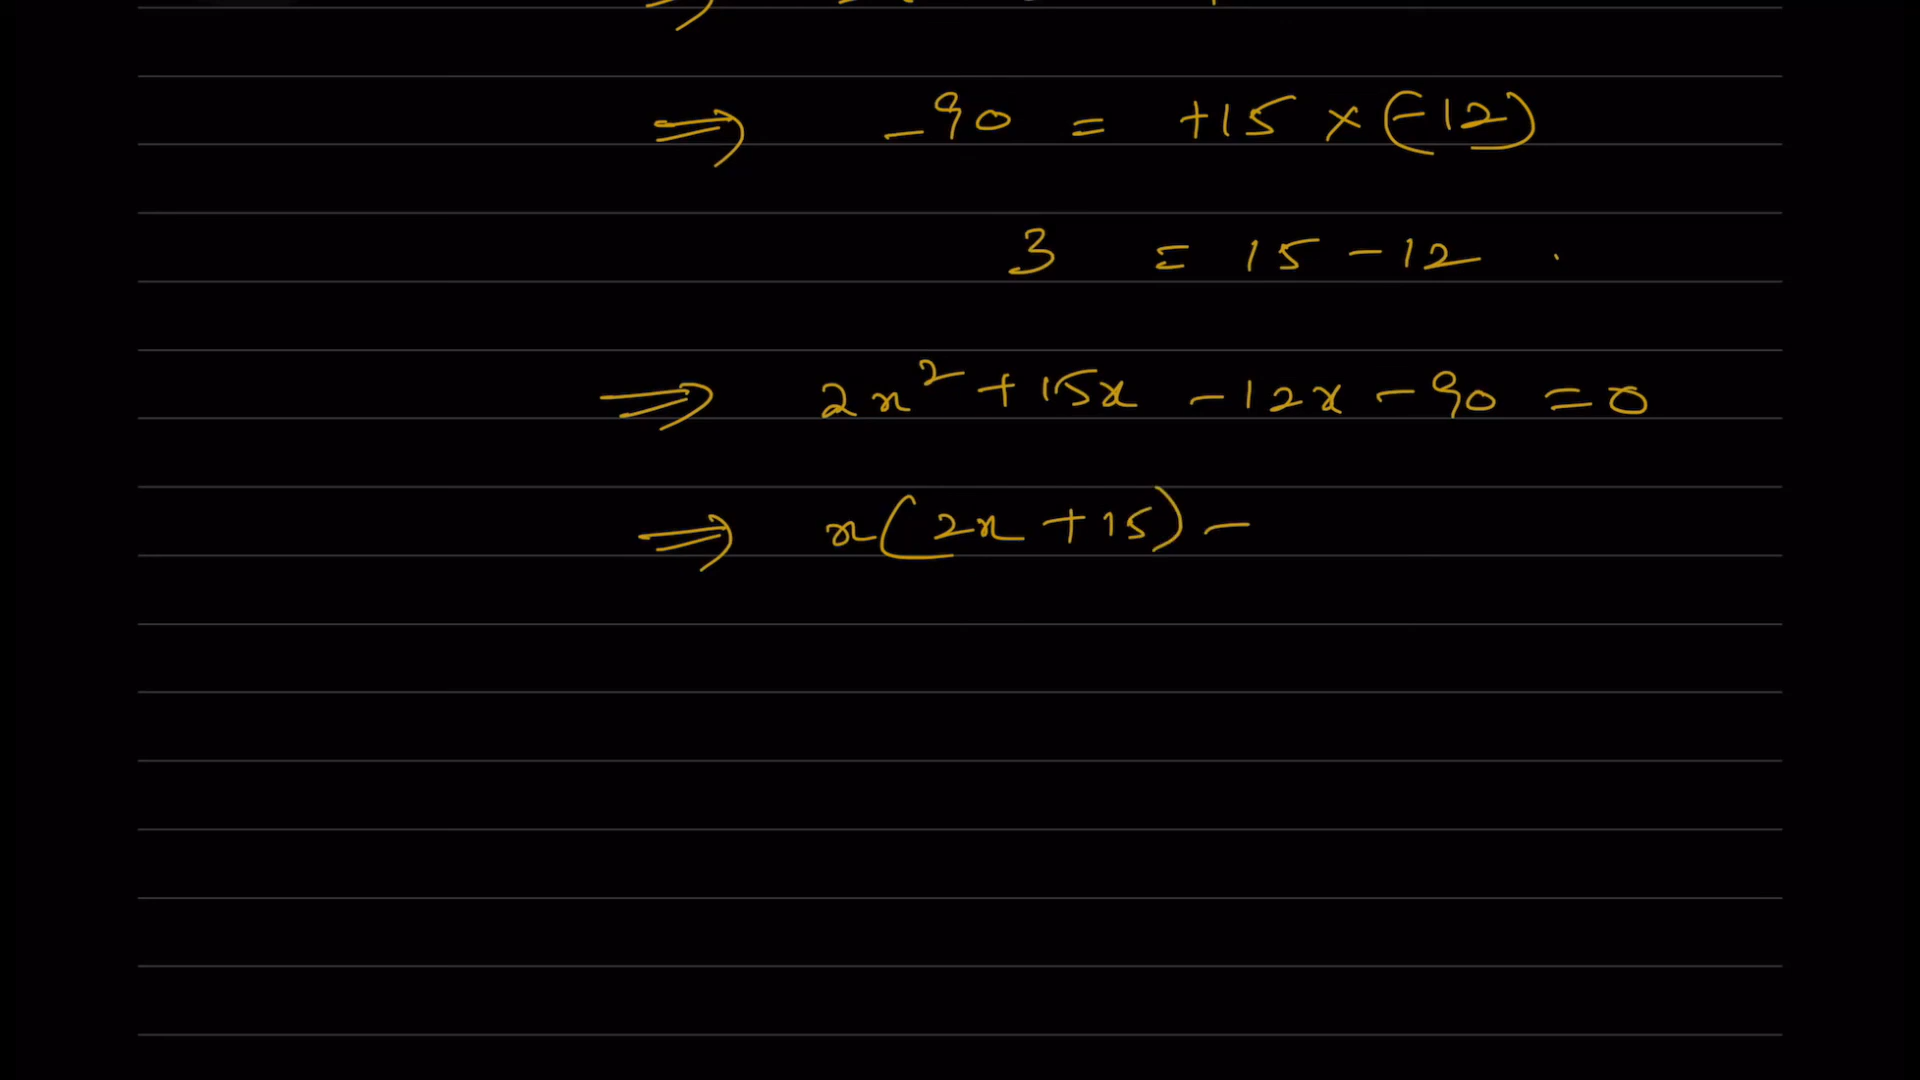 ⇒ -90 = +15 × (-12)
3 = 15 - 12 .
⇒ 2x² + 15x - 12x - 90 = 0
⇒ x(2x + 15) -